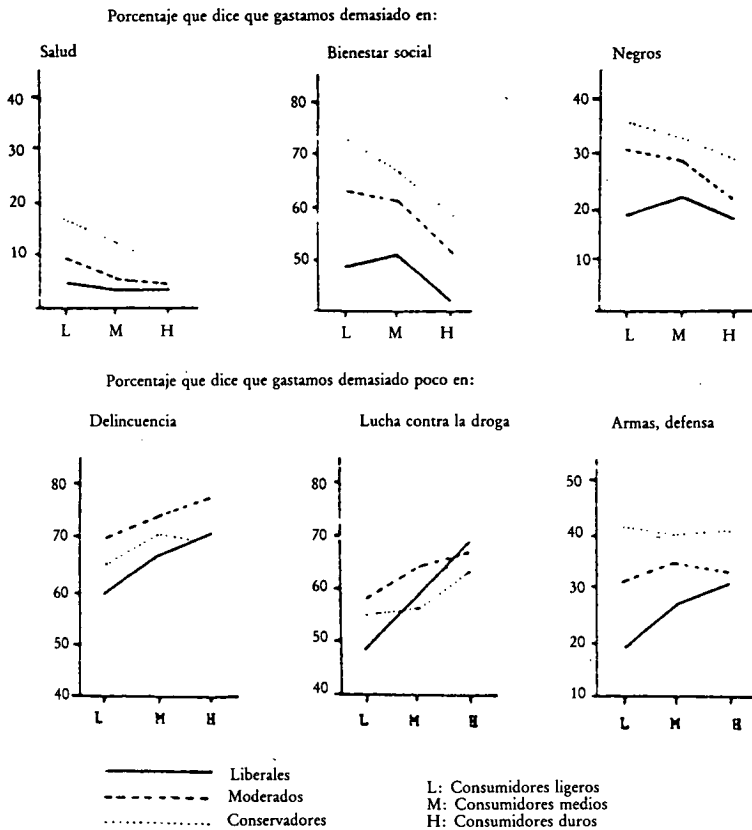 Porcentaje que dice que gastamos demasiado en:
Salud
Bienestar social
Negros
40
30
20
10
L M H
80
70
60
50
L M H
40
30
20
10
L M H
Porcentaje que dice que gastamos demasiado poco en:
Delincuencia
Lucha contra la droga
Armas, defensa
80
70
60
50
40
L M H
80
70
60
50
40
L M H
50
40
30
20
10
L M H
Liberales
Moderados
Conservadores
L: Consumidores ligeros
M: Consumidores medios
H: Consumidores duros